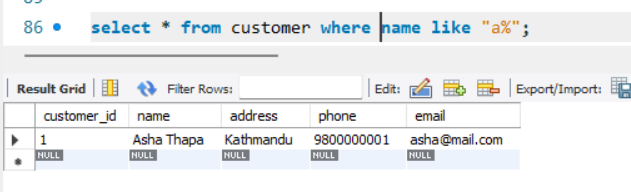 86 select * from customer where name like "a%";
Result Grid Filter Rows: Edit: Export/Import:
customer_id name address phone email
1 Asha Thapa Kathmandu 9800000001 asha@mail.com
NULL NULL NULL NULL NULL